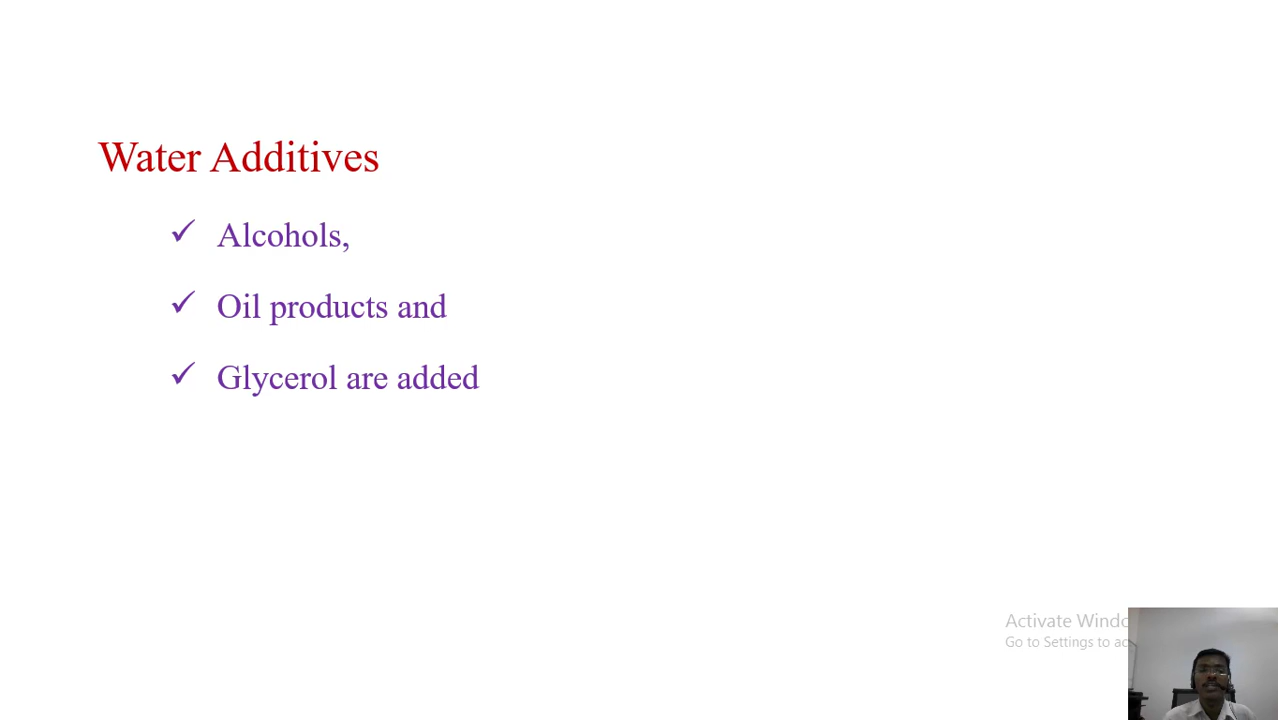 Water Additives
✓ Alcohols,
✓ Oil products and
✓ Glycerol are added
Activate Windo
Go to Settings to ac